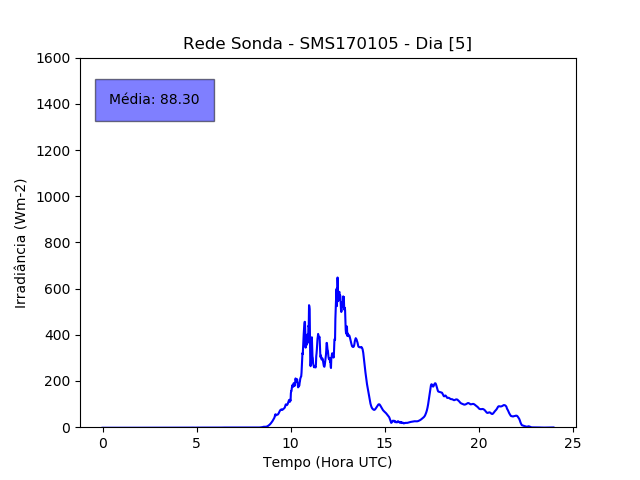 Rede Sonda - SMS170105 - Dia [5]
1600
1400
1200
1000
800
600
400
200
0
Média: 88.30
Irradiância (Wm-2)
0 5 10 15 20 25
Tempo (Hora UTC)